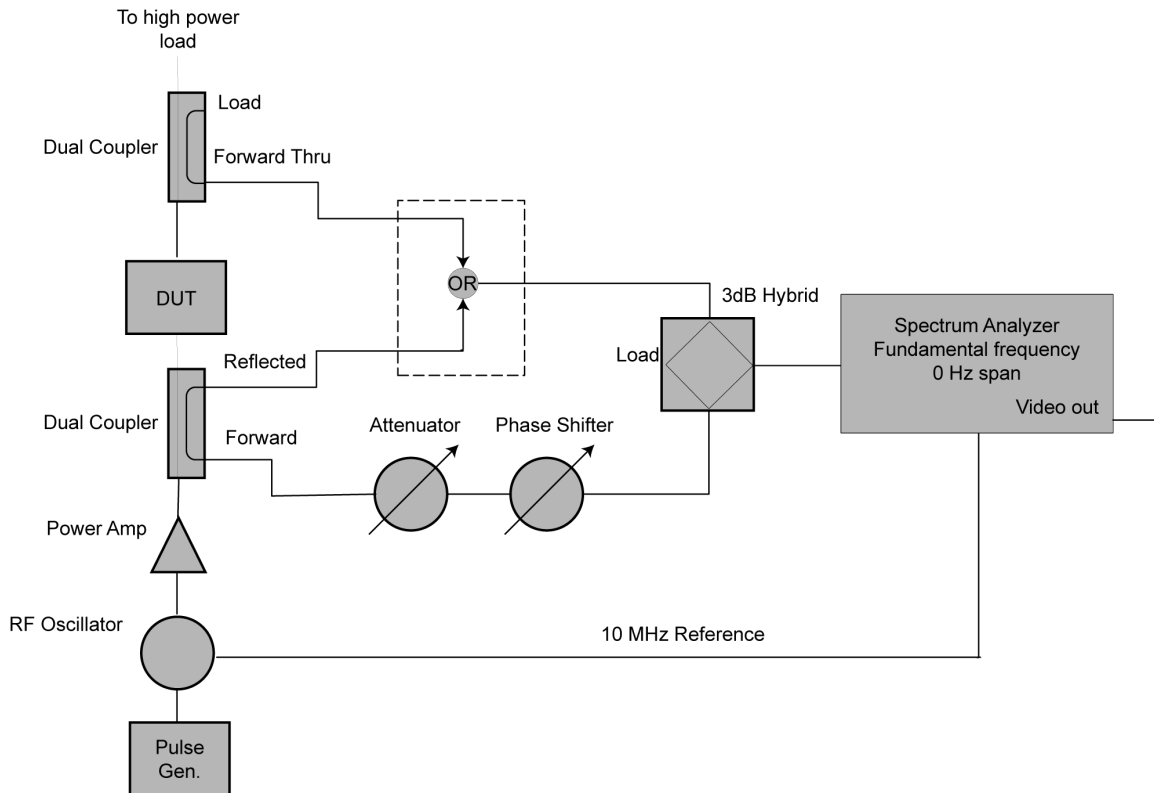 To high power
load
Load
Dual Coupler
Forward Thru
OR
DUT
3dB Hybrid
Spectrum Analyzer
Fundamental frequency
0 Hz span
Load
Reflected
Video out
Dual Coupler
Attenuator
Phase Shifter
Forward
Power Amp
RF Oscillator
10 MHz Reference
Pulse
Gen.